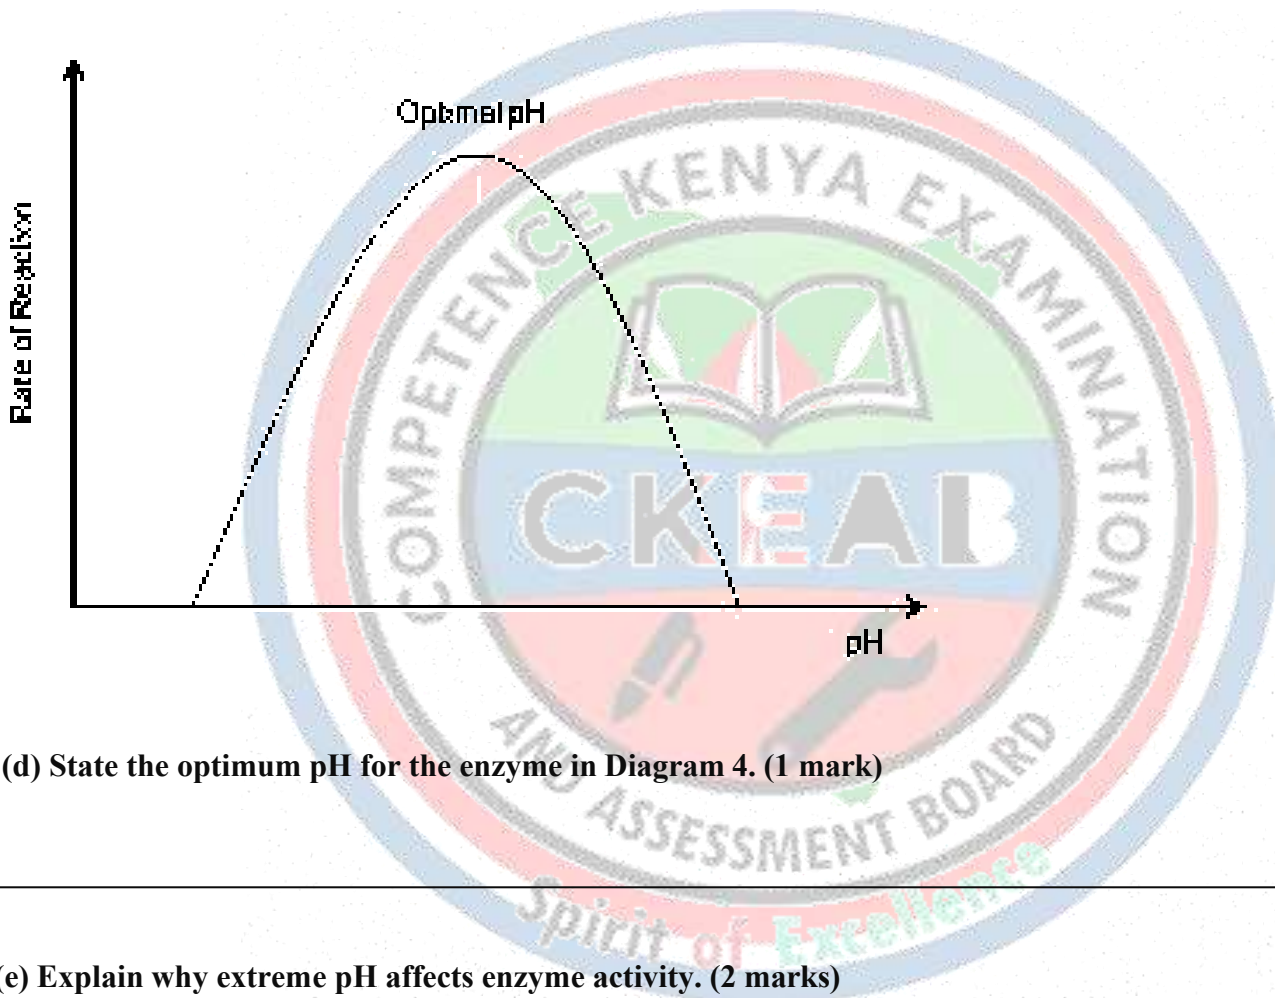 Optimal pH
Rate of Reaction
pH
COMPETENCE KENYA EXAMINATION
AND ASSESSMENT BOARD
CKEAB
Spirit of Excellence
(d) State the optimum pH for the enzyme in Diagram 4. (1 mark)
(e) Explain why extreme pH affects enzyme activity. (2 marks)